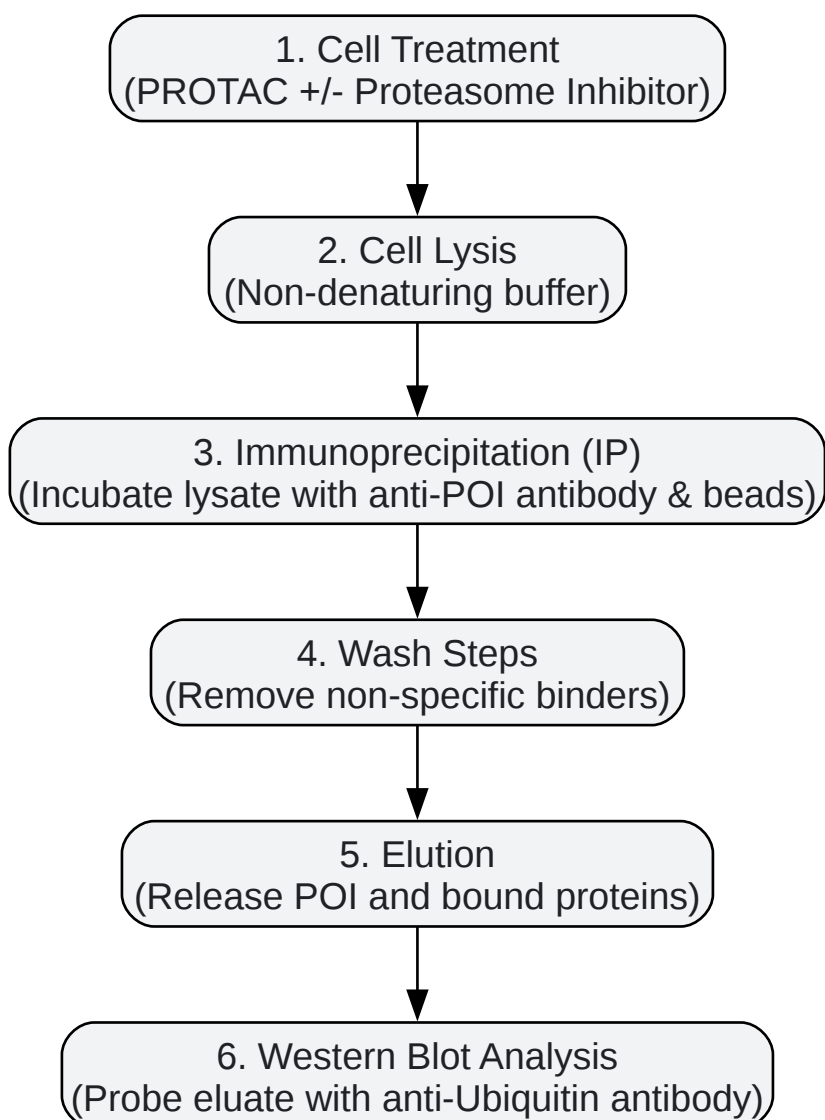 1. Cell Treatment
(PROTAC +/- Proteasome Inhibitor)
2. Cell Lysis
(Non-denaturing buffer)
3. Immunoprecipitation (IP)
(Incubate lysate with anti-POI antibody & beads)
4. Wash Steps
(Remove non-specific binders)
5. Elution
(Release POI and bound proteins)
6. Western Blot Analysis
(Probe eluate with anti-Ubiquitin antibody)